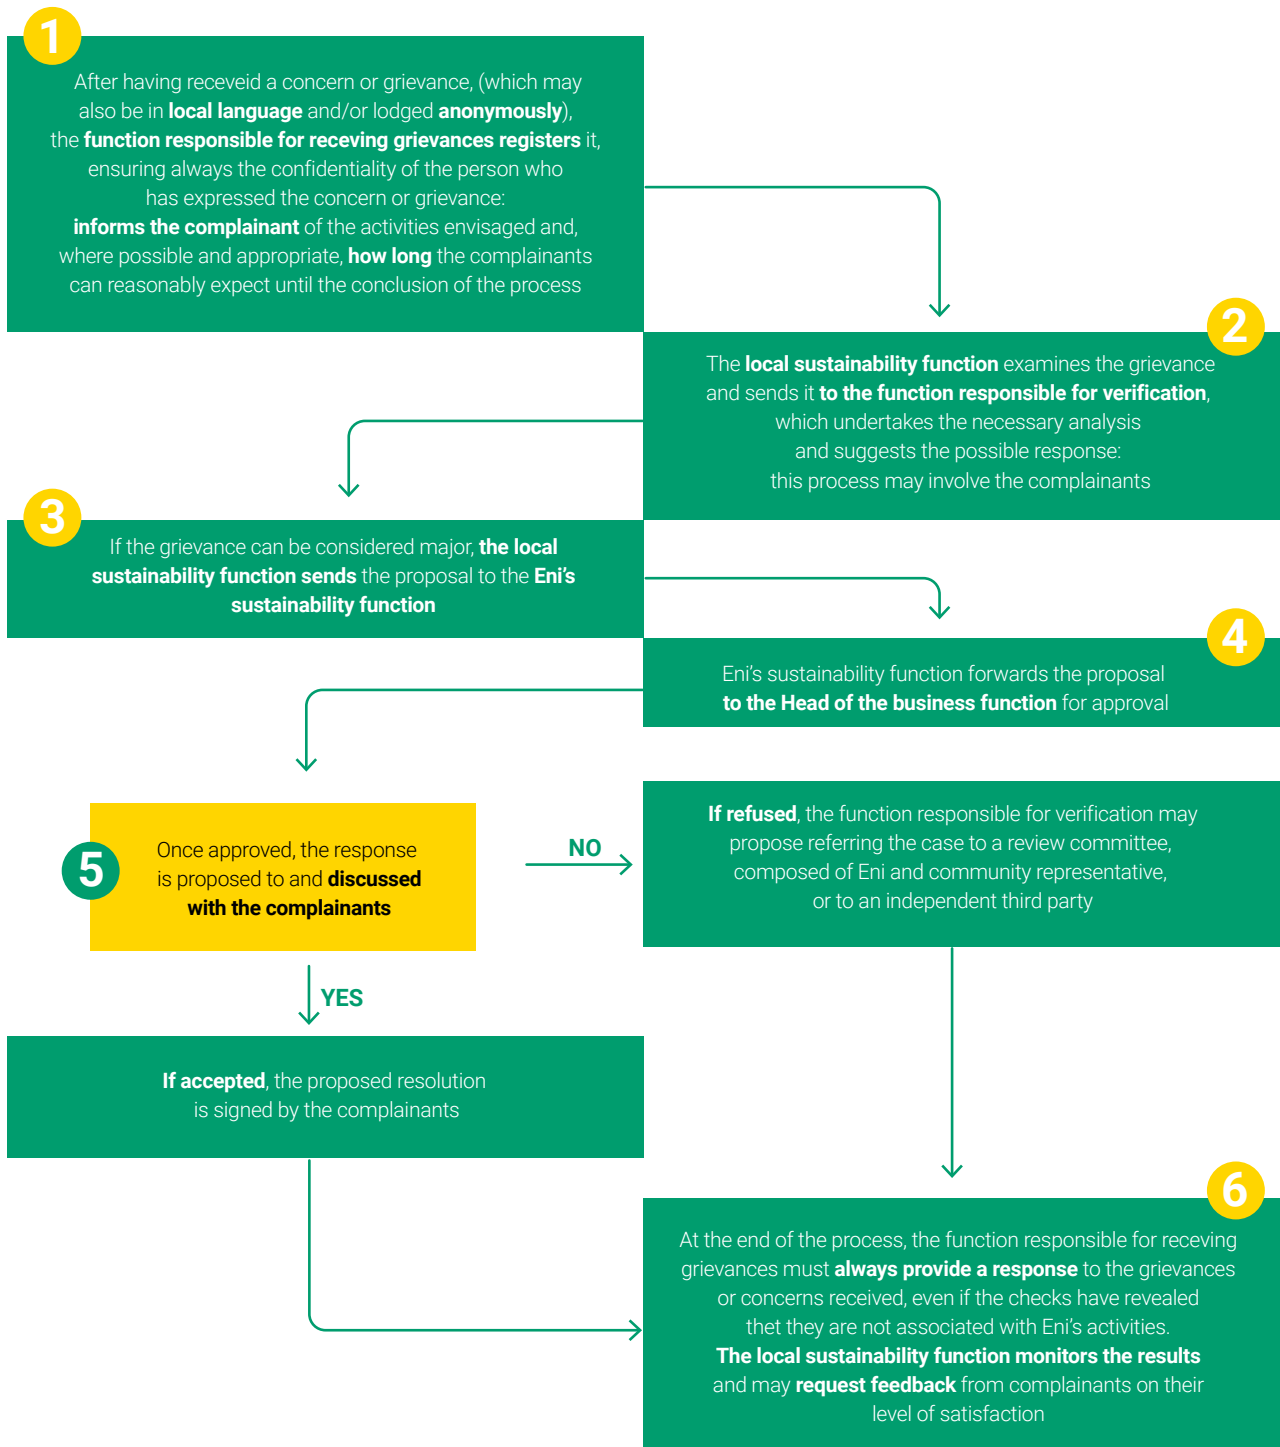 1
After having receveid a concern or grievance, (which may
also be in local language and/or lodged anonymously),
the function responsible for receving grievances registers it,
ensuring always the confidentiality of the person who
has expressed the concern or grievance:
informs the complainant of the activities envisaged and,
where possible and appropriate, how long the complainants
can reasonably expect until the conclusion of the process
2
The local sustainability function examines the grievance
and sends it to the function responsible for verification,
which undertakes the necessary analysis
and suggests the possible response:
this process may involve the complainants
3
If the grievance can be considered major, the local
sustainability function sends the proposal to the Eni’s
sustainability function
4
Eni’s sustainability function forwards the proposal
to the Head of the business function for approval
5
Once approved, the response
is proposed to and discussed
with the complainants
NO
If refused, the function responsible for verification may
propose referring the case to a review committee,
composed of Eni and community representative,
or to an independent third party
YES
If accepted, the proposed resolution
is signed by the complainants
6
At the end of the process, the function responsible for receving
grievances must always provide a response to the grievances
or concerns received, even if the checks have revealed
thet they are not associated with Eni’s activities.
The local sustainability function monitors the results
and may request feedback from complainants on their
level of satisfaction